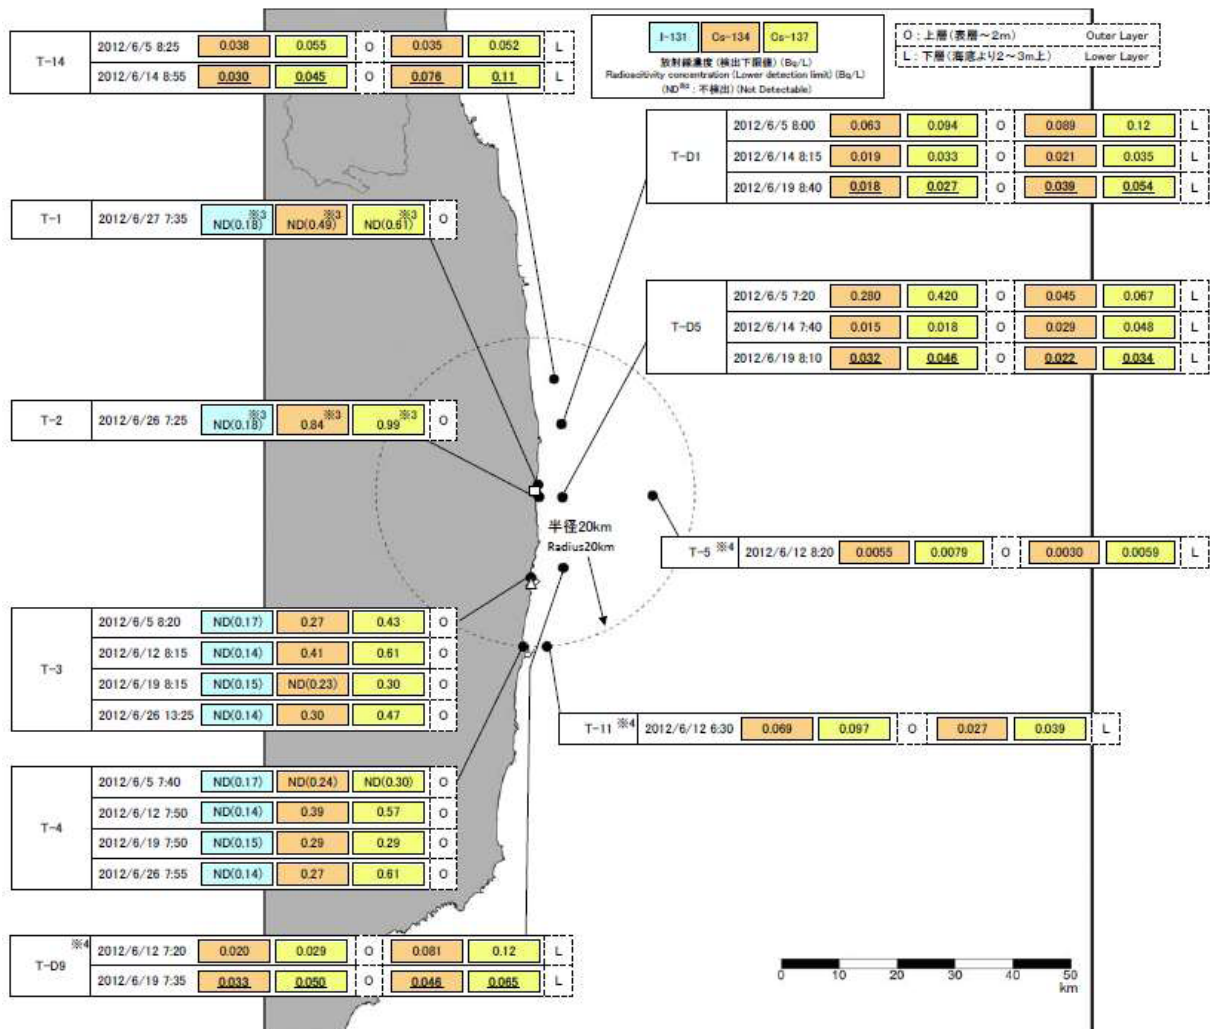 I-131 Cs-134 Cs-137
放射線濃度 (検出下限値) (Bq/L)
Radioactivity concentration (Lower detection limit) (Bq/L)
(ND※2 : 不検出) (Not Detectable)
O : 上層 (表層～2m) Outer Layer
L : 下層 (海底より2～3m上) Lower Layer
T-14
2012/6/5 8:25 0.038 0.055 O 0.035 0.052 L
2012/6/14 8:55 0.030 0.045 O 0.076 0.11 L
T-D1
2012/6/5 8:00 0.063 0.094 O 0.089 0.12 L
2012/6/14 8:15 0.019 0.033 O 0.021 0.035 L
2012/6/19 8:40 0.018 0.027 O 0.039 0.054 L
T-1 2012/6/27 7:35 ※3 ND(0.18) ※3 ND(0.49) ※3 ND(0.61) O
T-D5
2012/6/5 7:20 0.280 0.420 O 0.045 0.067 L
2012/6/14 7:40 0.015 0.018 O 0.029 0.048 L
2012/6/19 8:10 0.032 0.046 O 0.022 0.034 L
T-2 2012/6/26 7:25 ※3 ND(0.18) ※3 0.84 ※3 0.99 O
半径20km
Radius20km
T-5 ※4 2012/6/12 8:20 0.0055 0.0079 O 0.0030 0.0059 L
T-3
2012/6/5 8:20 ND(0.17) 0.27 0.43 O
2012/6/12 8:15 ND(0.14) 0.41 0.61 O
2012/6/19 8:15 ND(0.15) ND(0.23) 0.30 O
2012/6/26 13:25 ND(0.14) 0.30 0.47 O
T-11 ※4 2012/6/12 6:30 0.069 0.097 O 0.027 0.039 L
T-4
2012/6/5 7:40 ND(0.17) ND(0.24) ND(0.30) O
2012/6/12 7:50 ND(0.14) 0.39 0.57 O
2012/6/19 7:50 ND(0.15) 0.29 0.29 O
2012/6/26 7:55 ND(0.14) 0.27 0.61 O
T-D9 ※4
2012/6/12 7:20 0.020 0.029 O 0.081 0.12 L
2012/6/19 7:35 0.033 0.050 O 0.046 0.065 L
0 10 20 30 40 50
km